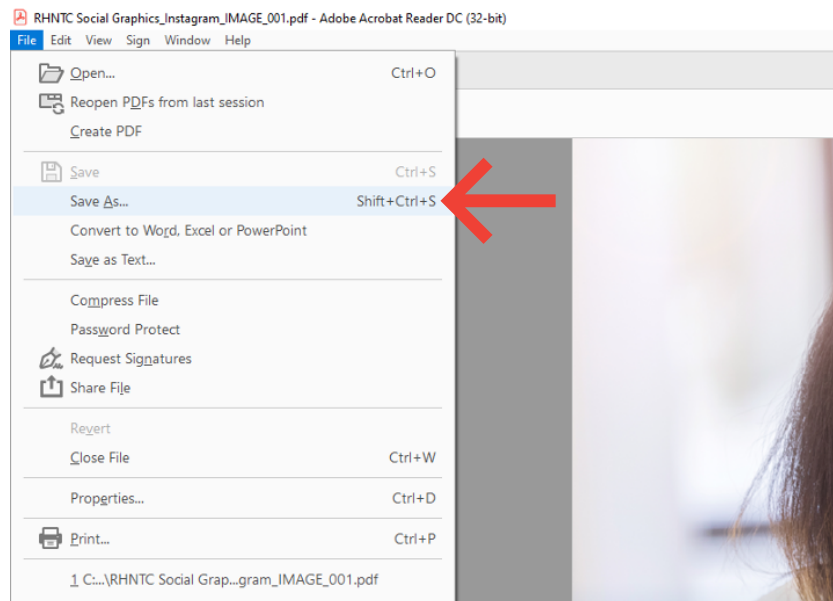 RHNTC Social Graphics_Instagram_IMAGE_001.pdf - Adobe Acrobat Reader DC (32-bit)
File Edit View Sign Window Help
Open... Ctrl+O
Reopen PDFs from last session
Create PDF
Save Ctrl+S
Save As... Shift+Ctrl+S
Convert to Word, Excel or PowerPoint
Save as Text...
Compress File
Password Protect
Request Signatures
Share File
Revert
Close File Ctrl+W
Properties... Ctrl+D
Print... Ctrl+P
1 C:...\RHNTC Social Grap...gram_IMAGE_001.pdf